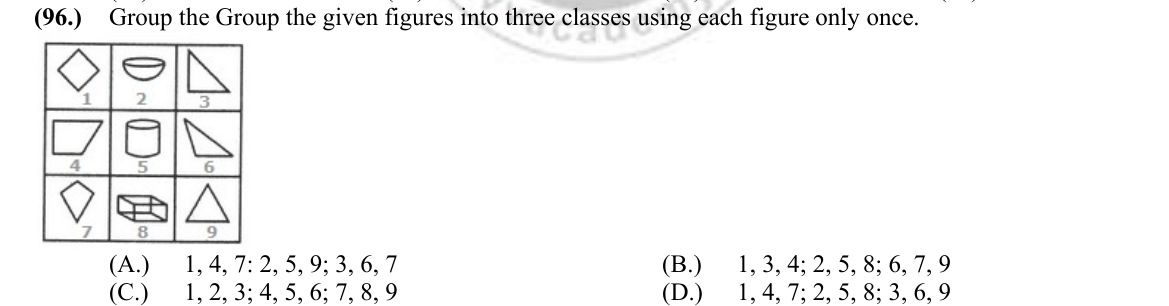 (96.) Group the Group the given figures into three classes using each figure only once.
1 2 3
4 5 6
7 8 9
(A.) 1, 4, 7: 2, 5, 9; 3, 6, 7 (B.) 1, 3, 4; 2, 5, 8; 6, 7, 9
(C.) 1, 2, 3; 4, 5, 6; 7, 8, 9 (D.) 1, 4, 7; 2, 5, 8; 3, 6, 9